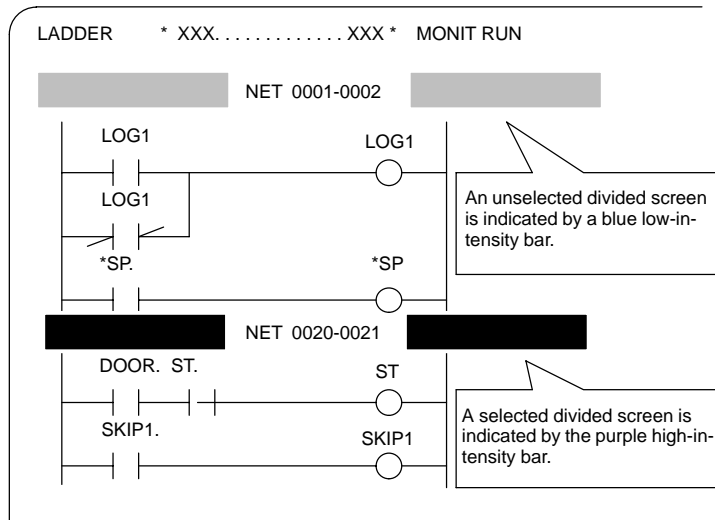 LADDER * XXX. . . . . . . . . . . . . XXX * MONIT RUN
NET 0001-0002
LOG1 LOG1
LOG1
*SP. *SP
An unselected divided screen
is indicated by a blue low-in-
tensity bar.
NET 0020-0021
DOOR. ST. ST
SKIP1. SKIP1
A selected divided screen is
indicated by the purple high-in-
tensity bar.